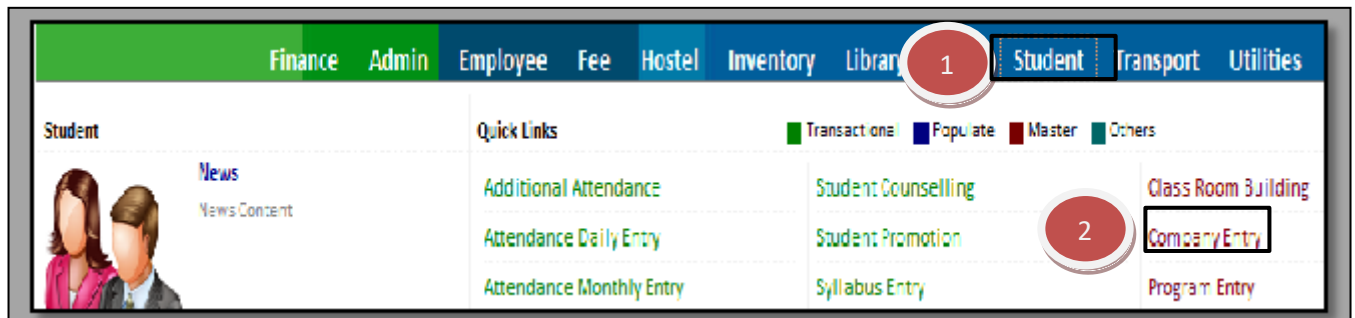 Finance Admin Employee Fee Hostel Inventory Library 1 Student Transport Utilities
Student Quick Links Transactional Populate Master Others
News
News Content
Additional Attendance Student Counselling Class Room Building
Attendance Daily Entry Student Promotion 2 Company Entry
Attendance Monthly Entry Syllabus Entry Program Entry